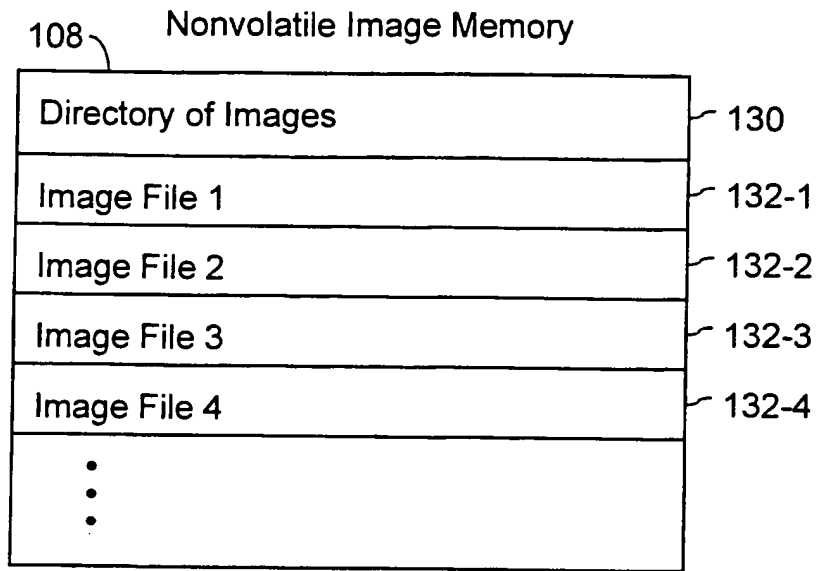 Nonvolatile Image Memory
108
Directory of Images 130
Image File 1 132-1
Image File 2 132-2
Image File 3 132-3
Image File 4 132-4